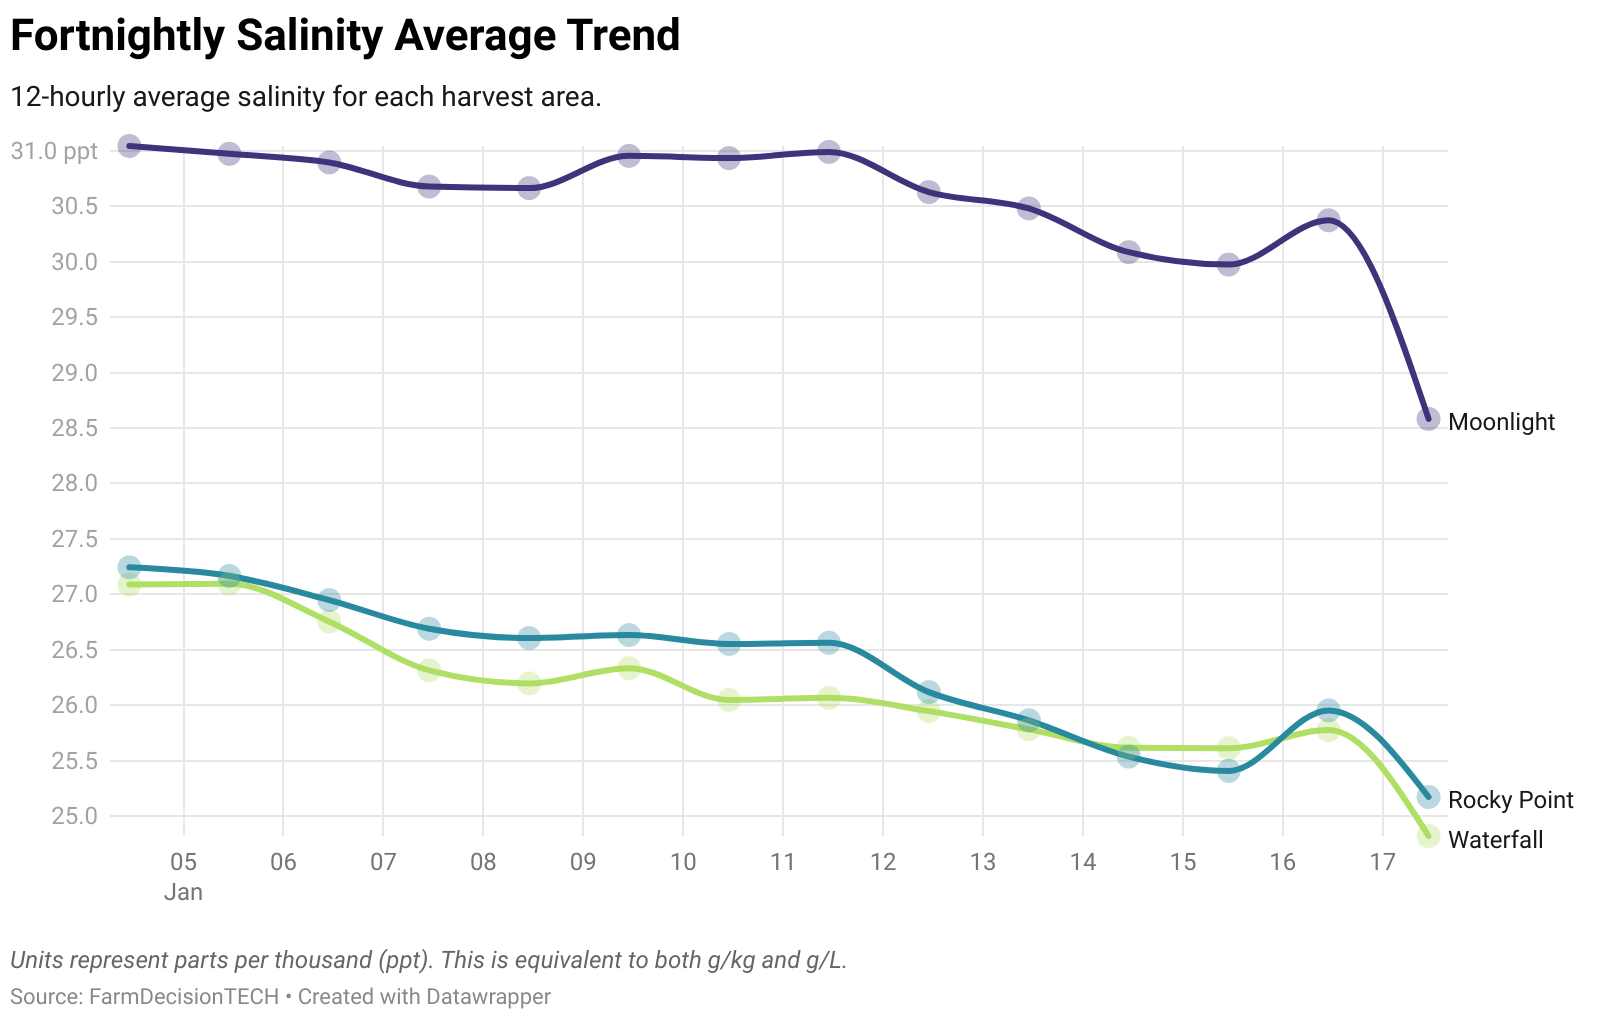 Fortnightly Salinity Average Trend
12-hourly average salinity for each harvest area.
31.0 ppt
30.5
30.0
29.5
29.0
28.5
28.0
27.5
27.0
26.5
26.0
25.5
25.0
Moonlight
Rocky Point
Waterfall
05 06 07 08 09 10 11 12 13 14 15 16 17
Jan
Units represent parts per thousand (ppt). This is equivalent to both g/kg and g/L.
Source: FarmDecisionTECH • Created with Datawrapper